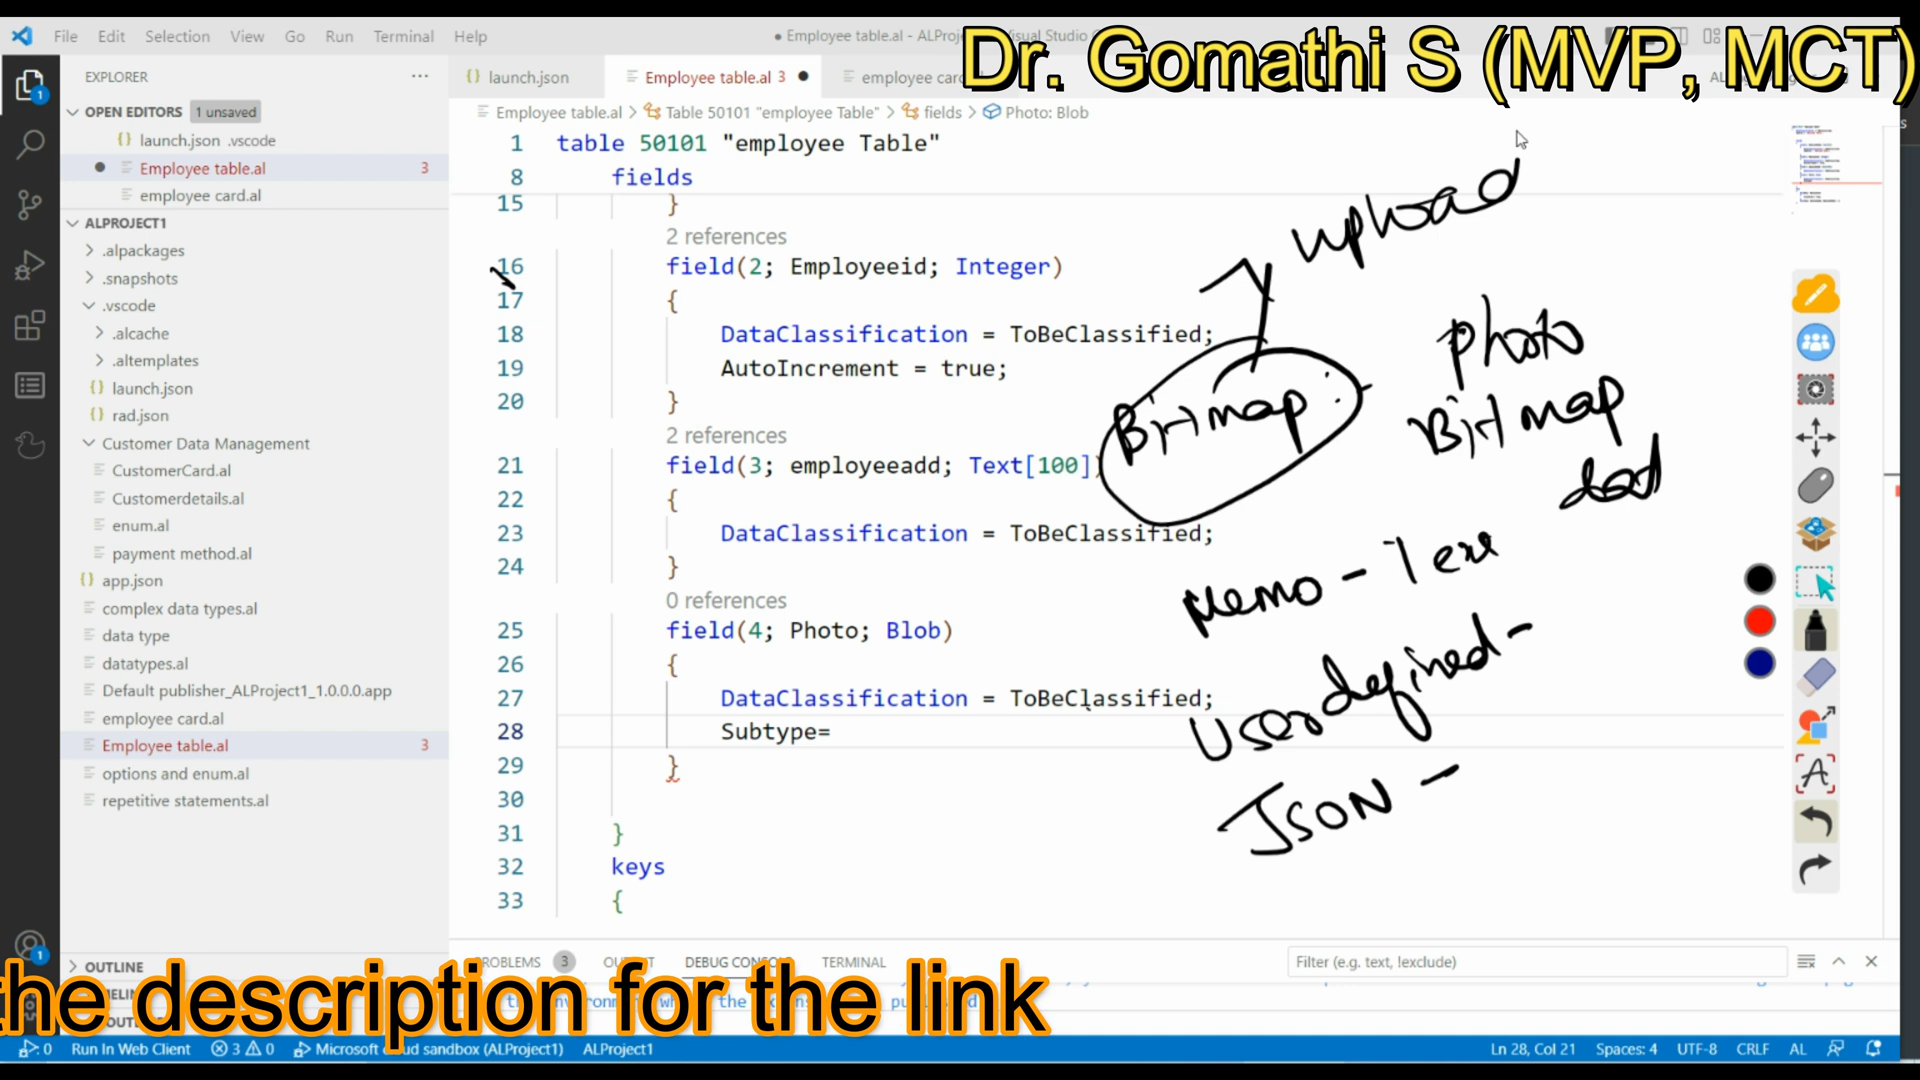 File Edit Selection View Go Run Terminal Help
Dr. Gomathi S (MVP, MCT)
EXPLORER
OPEN EDITORS 1 unsaved
launch.json .vscode
Employee table.al 3
employee card.al
ALPROJECT1
.alpackages
.snapshots
.vscode
.alcache
.altemplates
launch.json
rad.json
Customer Data Management
CustomerCard.al
Customerdetails.al
enum.al
payment method.al
app.json
complex data types.al
data type
datatypes.al
Default publisher_ALProject1_1.0.0.0.app
employee card.al
Employee table.al 3
options and enum.al
repetitive statements.al
OUTLINE
launch.json Employee table.al 3 employee car
Employee table.al > Table 50101 "employee Table" > fields > Photo: Blob
1 table 50101 "employee Table"
8 fields
15 }
2 references
16 field(2; Employeeid; Integer)
17 {
18 DataClassification = ToBeClassified;
19 AutoIncrement = true;
20 }
2 references
21 field(3; employeeadd; Text[100])
22 {
23 DataClassification = ToBeClassified;
24 }
0 references
25 field(4; Photo; Blob)
26 {
27 DataClassification = ToBeClassified;
28 Subtype=
29 }
30
31 }
32 keys
33 {
upload
Bitmap :
photo
Bitmap
Memo -
User defined -
Json -
3 DEBUG CONSOL TERMINAL
Filter (e.g. text, !exclude)
the description for the link
0 Run In Web Client 3 0 Microsoft cloud sandbox (ALProject1) ALProject1
Ln 28, Col 21 Spaces: 4 UTF-8 CRLF AL